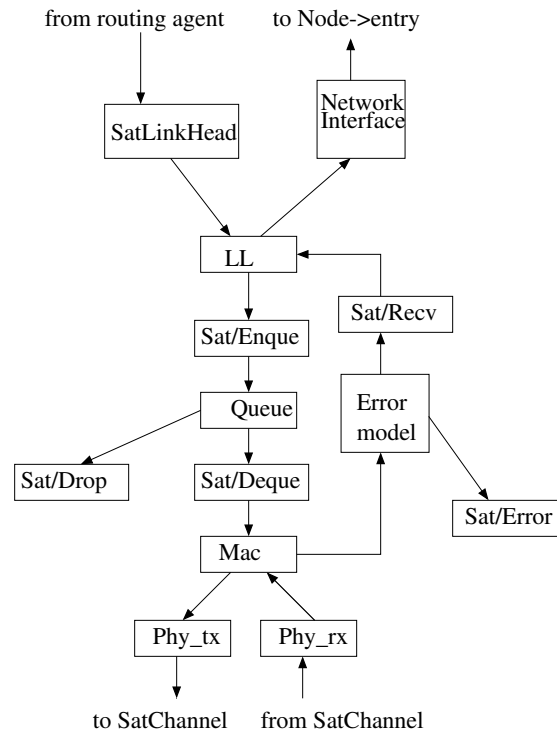 from routing agent
to Node->entry
SatLinkHead
Network
Interface
LL
Sat/Enque
Sat/Recv
Queue
Error
model
Sat/Drop
Sat/Deque
Sat/Error
Mac
Phy_tx
Phy_rx
to SatChannel
from SatChannel